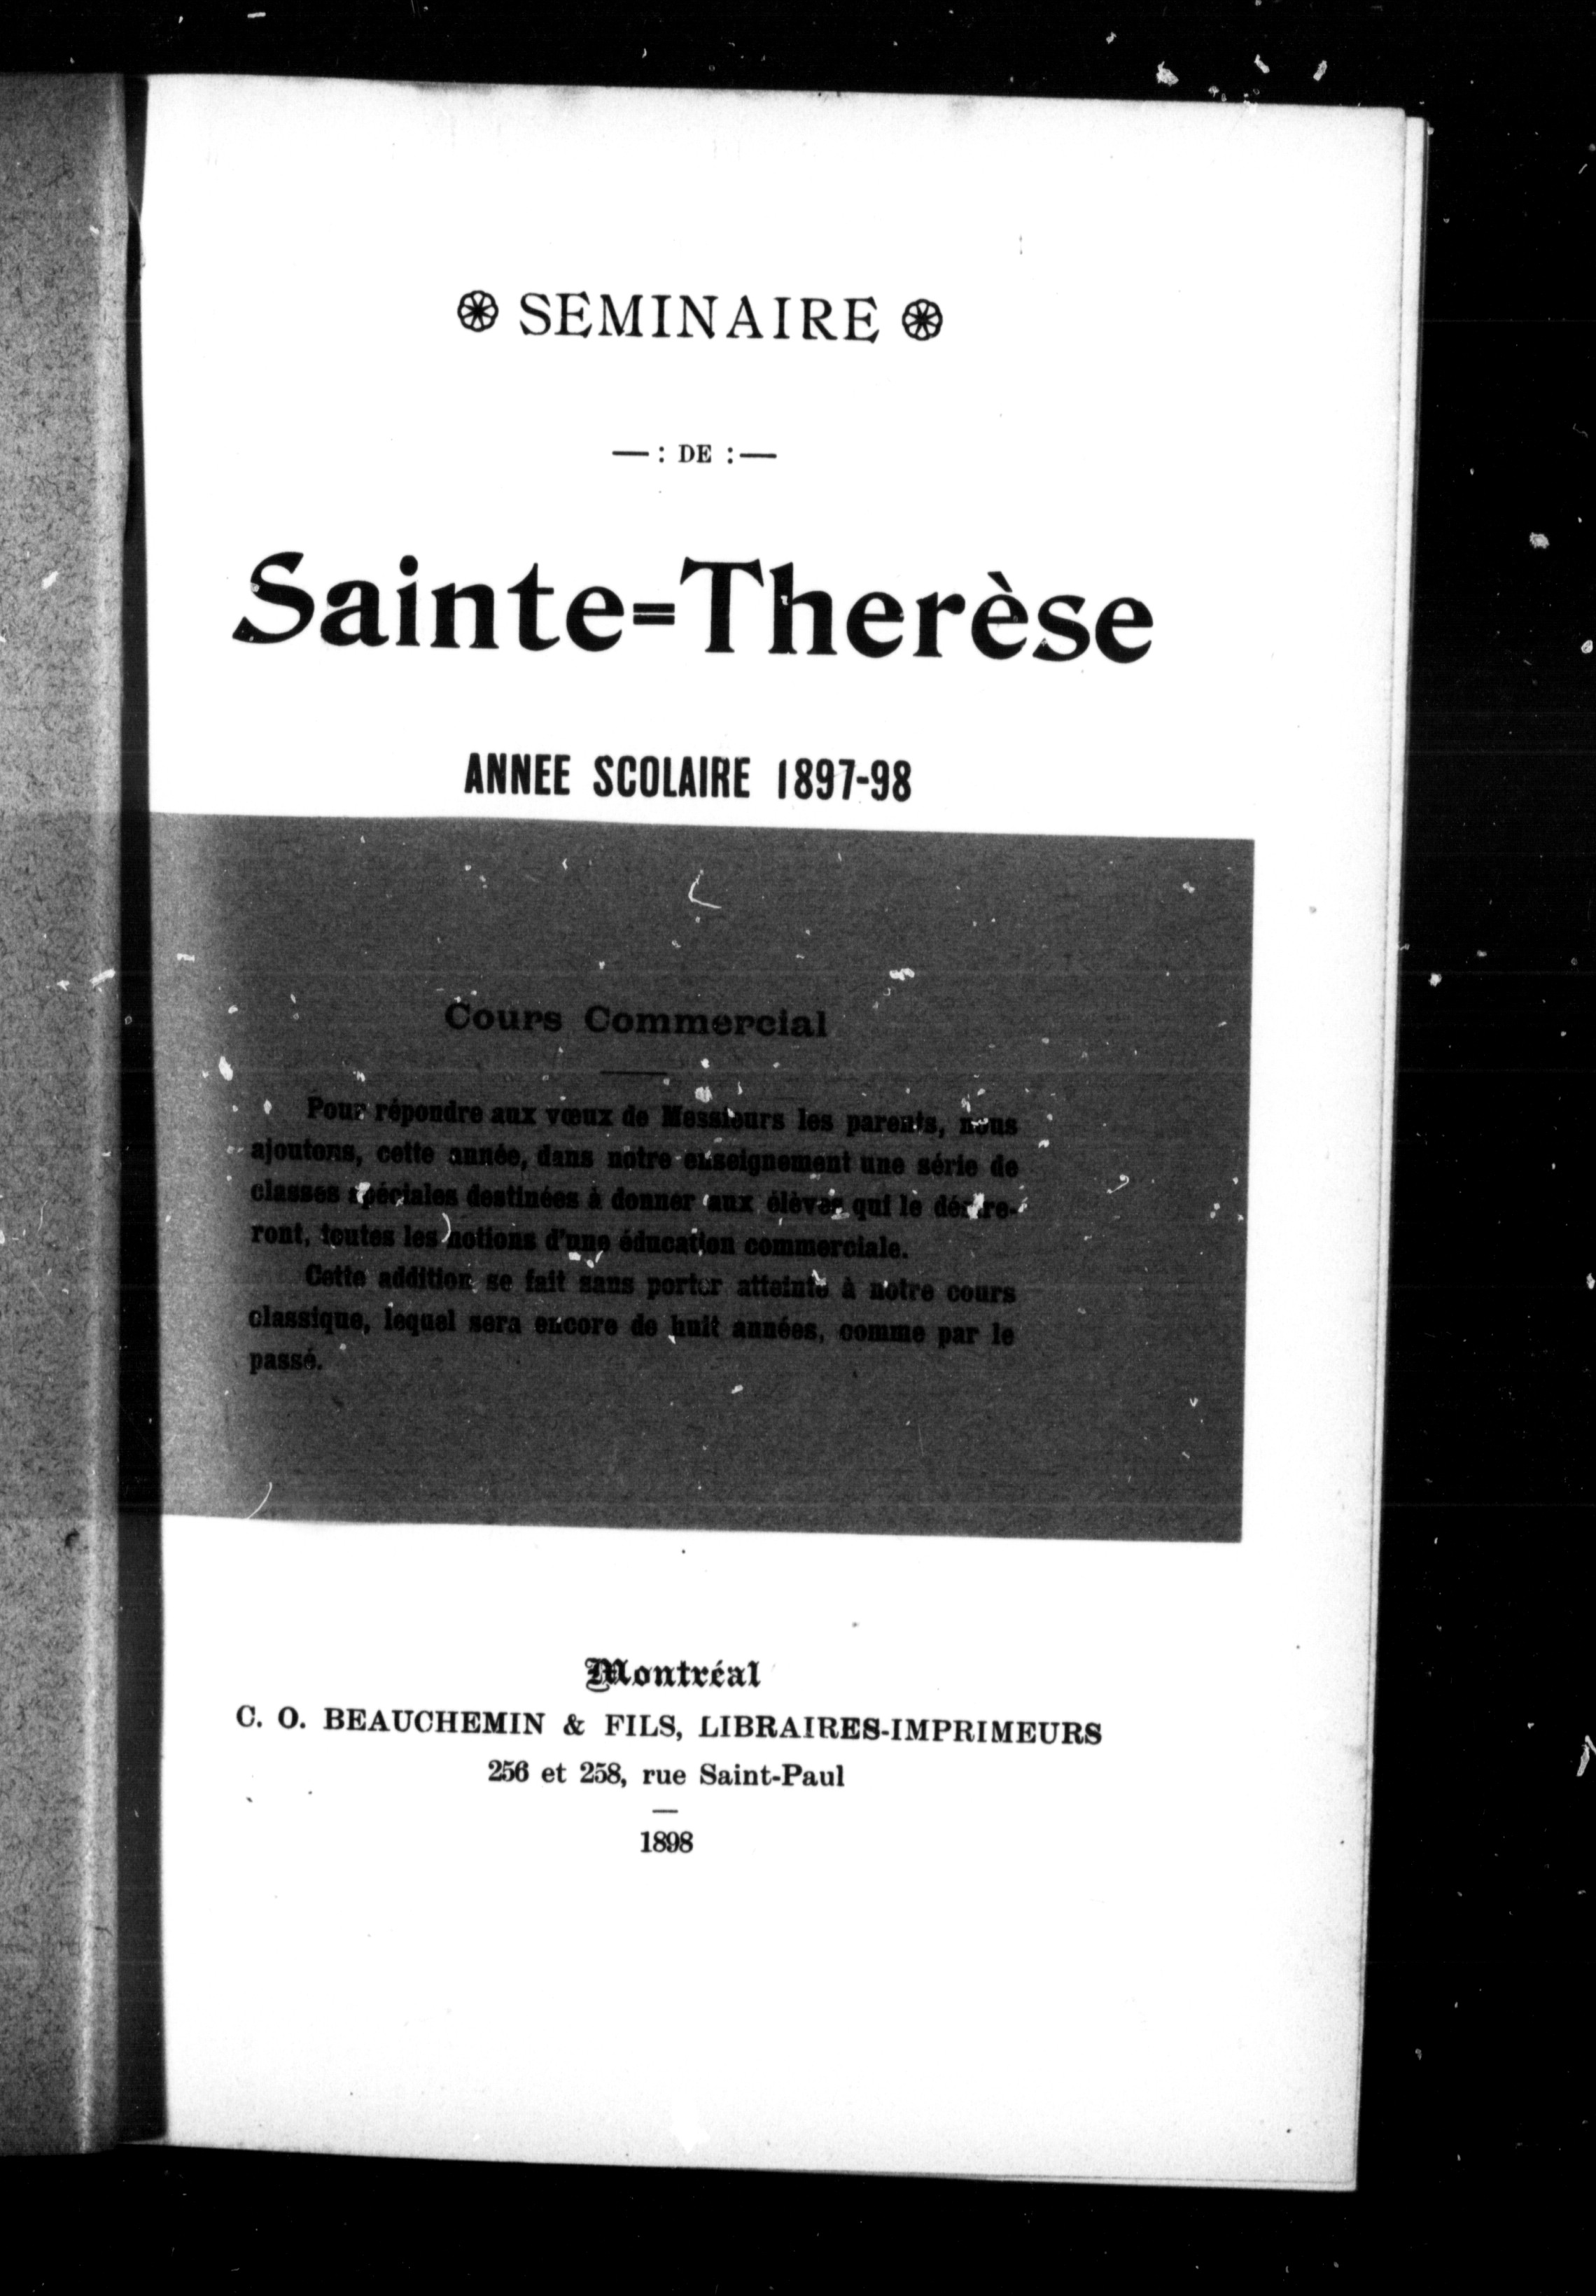 SEMINAIRE
—: DE :—
Sainte=Therèse
ANNEE SCOLAIRE 1897-98
Cours Commercial
Pour répondre aux vœux de Messieurs les parents, nous
ajoutons, cette année, dans notre enseignement une série de
classes spéciales destinées à donner aux élèves qui le désire-
ront, toutes les notions d'une éducation commerciale.
Cette addition se fait sans porter atteinte à notre cours
classique, lequel sera encore de huit années, comme par le
passé.
Montréal
C. O. BEAUCHEMIN & FILS, LIBRAIRES-IMPRIMEURS
256 et 258, rue Saint-Paul
1898